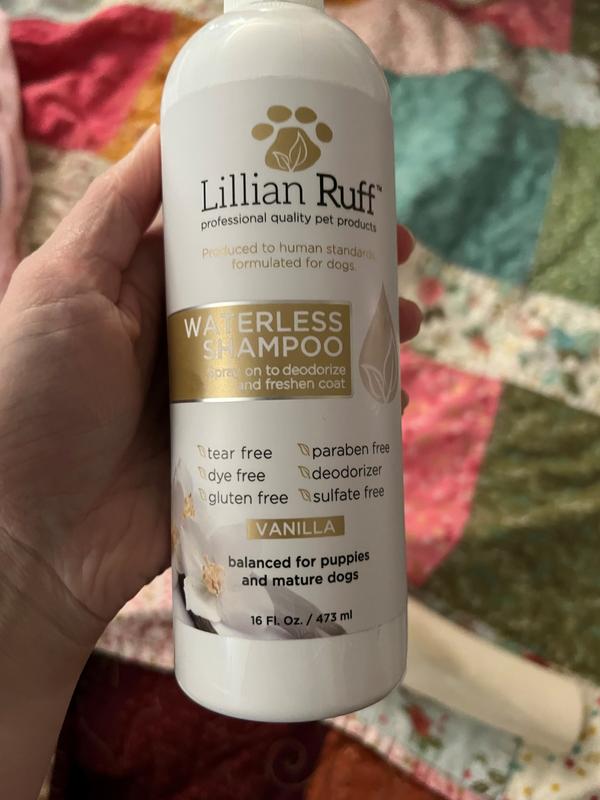 Lillian Ruff™
professional quality pet products
Produced to human standards,
formulated for dogs.
WATERLESS
SHAMPOO
Spray on to deodorize
and freshen coat
tear free
paraben free
dye free
deodorizer
gluten free
sulfate free
VANILLA
balanced for puppies
and mature dogs
16 Fl. Oz. / 473 ml